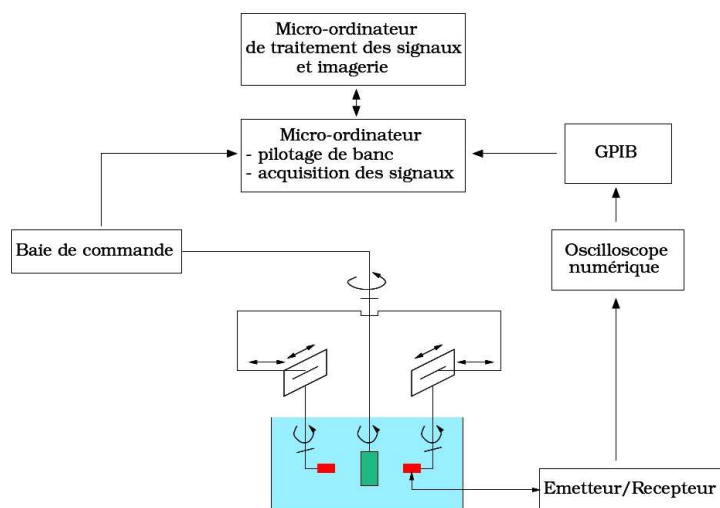 Micro-ordinateur
de traitement des signaux
et imagerie
Micro-ordinateur
- pilotage de banc
- acquisition des signaux
GPIB
Baie de commande
Oscilloscope
numérique
Emetteur/Recepteur